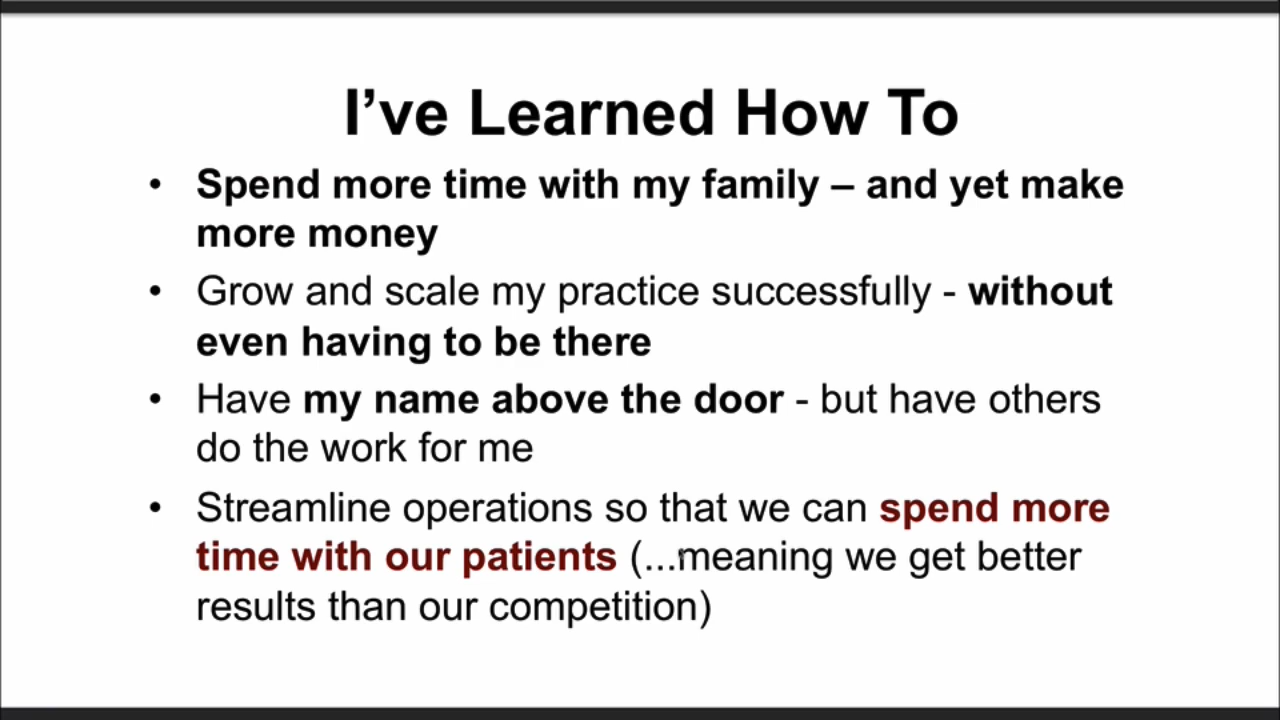 I’ve Learned How To
• Spend more time with my family – and yet make
more money
• Grow and scale my practice successfully - without
even having to be there
• Have my name above the door - but have others
do the work for me
• Streamline operations so that we can spend more
time with our patients (...meaning we get better
results than our competition)